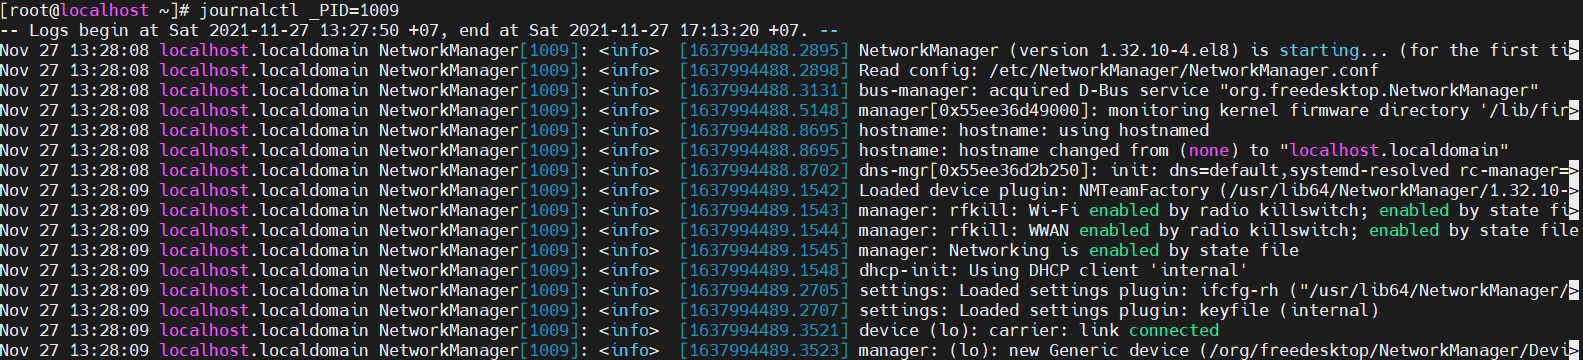 [root@localhost ~]# journalctl _PID=1009
-- Logs begin at Sat 2021-11-27 13:27:50 +07, end at Sat 2021-11-27 17:13:20 +07. --
Nov 27 13:28:08 localhost.localdomain NetworkManager[1009]: <info>  [1637994488.2895] NetworkManager (version 1.32.10-4.el8) is starting... (for the first ti>
Nov 27 13:28:08 localhost.localdomain NetworkManager[1009]: <info>  [1637994488.2898] Read config: /etc/NetworkManager/NetworkManager.conf
Nov 27 13:28:08 localhost.localdomain NetworkManager[1009]: <info>  [1637994488.3131] bus-manager: acquired D-Bus service "org.freedesktop.NetworkManager"
Nov 27 13:28:08 localhost.localdomain NetworkManager[1009]: <info>  [1637994488.5148] manager[0x55ee36d49000]: monitoring kernel firmware directory '/lib/fir>
Nov 27 13:28:08 localhost.localdomain NetworkManager[1009]: <info>  [1637994488.8695] hostname: hostname: using hostnamed
Nov 27 13:28:08 localhost.localdomain NetworkManager[1009]: <info>  [1637994488.8695] hostname: hostname changed from (none) to "localhost.localdomain"
Nov 27 13:28:08 localhost.localdomain NetworkManager[1009]: <info>  [1637994488.8702] dns-mgr[0x55ee36d2b250]: init: dns=default,systemd-resolved rc-manager=>
Nov 27 13:28:09 localhost.localdomain NetworkManager[1009]: <info>  [1637994489.1542] Loaded device plugin: NMTeamFactory (/usr/lib64/NetworkManager/1.32.10->
Nov 27 13:28:09 localhost.localdomain NetworkManager[1009]: <info>  [1637994489.1543] manager: rfkill: Wi-Fi enabled by radio killswitch; enabled by state fi>
Nov 27 13:28:09 localhost.localdomain NetworkManager[1009]: <info>  [1637994489.1544] manager: rfkill: WWAN enabled by radio killswitch; enabled by state file
Nov 27 13:28:09 localhost.localdomain NetworkManager[1009]: <info>  [1637994489.1545] manager: Networking is enabled by state file
Nov 27 13:28:09 localhost.localdomain NetworkManager[1009]: <info>  [1637994489.1548] dhcp-init: Using DHCP client 'internal'
Nov 27 13:28:09 localhost.localdomain NetworkManager[1009]: <info>  [1637994489.2705] settings: Loaded settings plugin: ifcfg-rh ("/usr/lib64/NetworkManager/>
Nov 27 13:28:09 localhost.localdomain NetworkManager[1009]: <info>  [1637994489.2707] settings: Loaded settings plugin: keyfile (internal)
Nov 27 13:28:09 localhost.localdomain NetworkManager[1009]: <info>  [1637994489.3521] device (lo): carrier: link connected
Nov 27 13:28:09 localhost.localdomain NetworkManager[1009]: <info>  [1637994489.3523] manager: (lo): new Generic device (/org/freedesktop/NetworkManager/Devi>